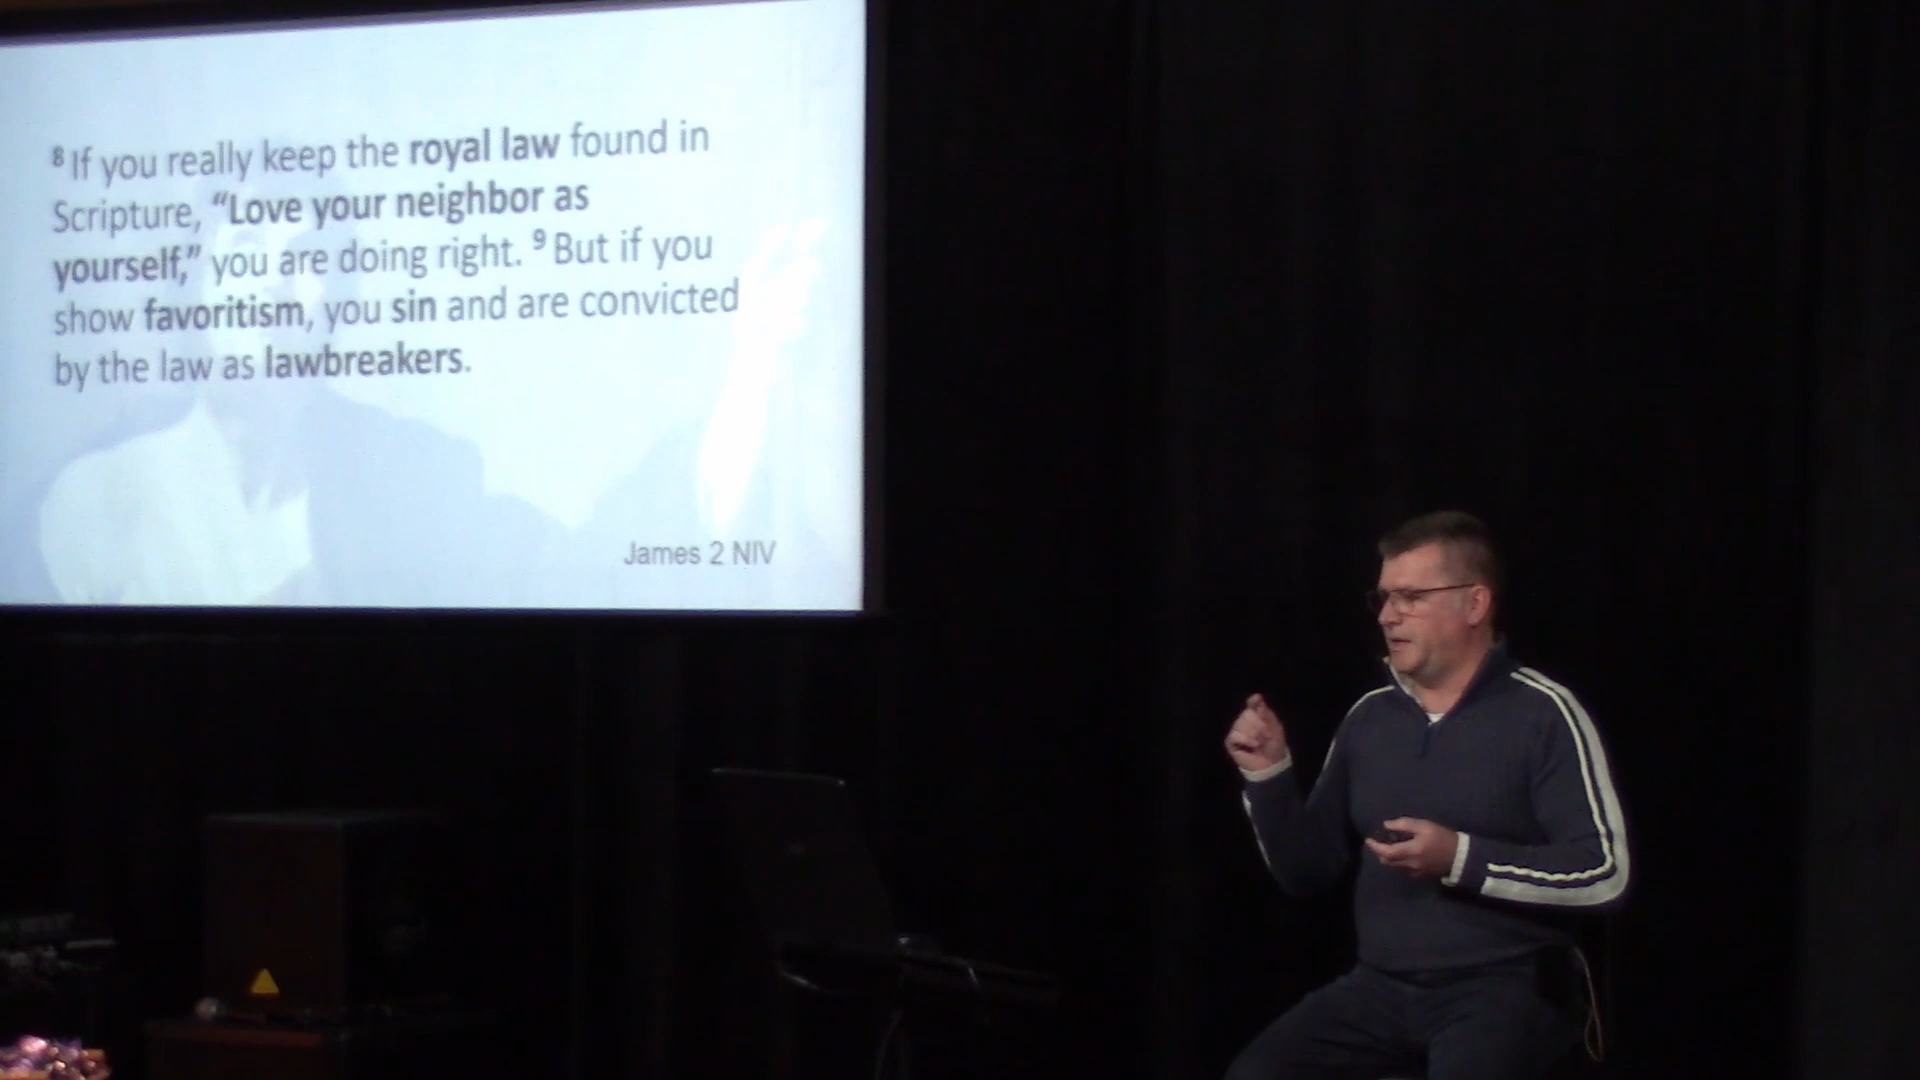 ⁸ If you really keep the royal law found in
Scripture, “Love your neighbor as
yourself,” you are doing right. ⁹ But if you
show favoritism, you sin and are convicted
by the law as lawbreakers.
James 2 NIV